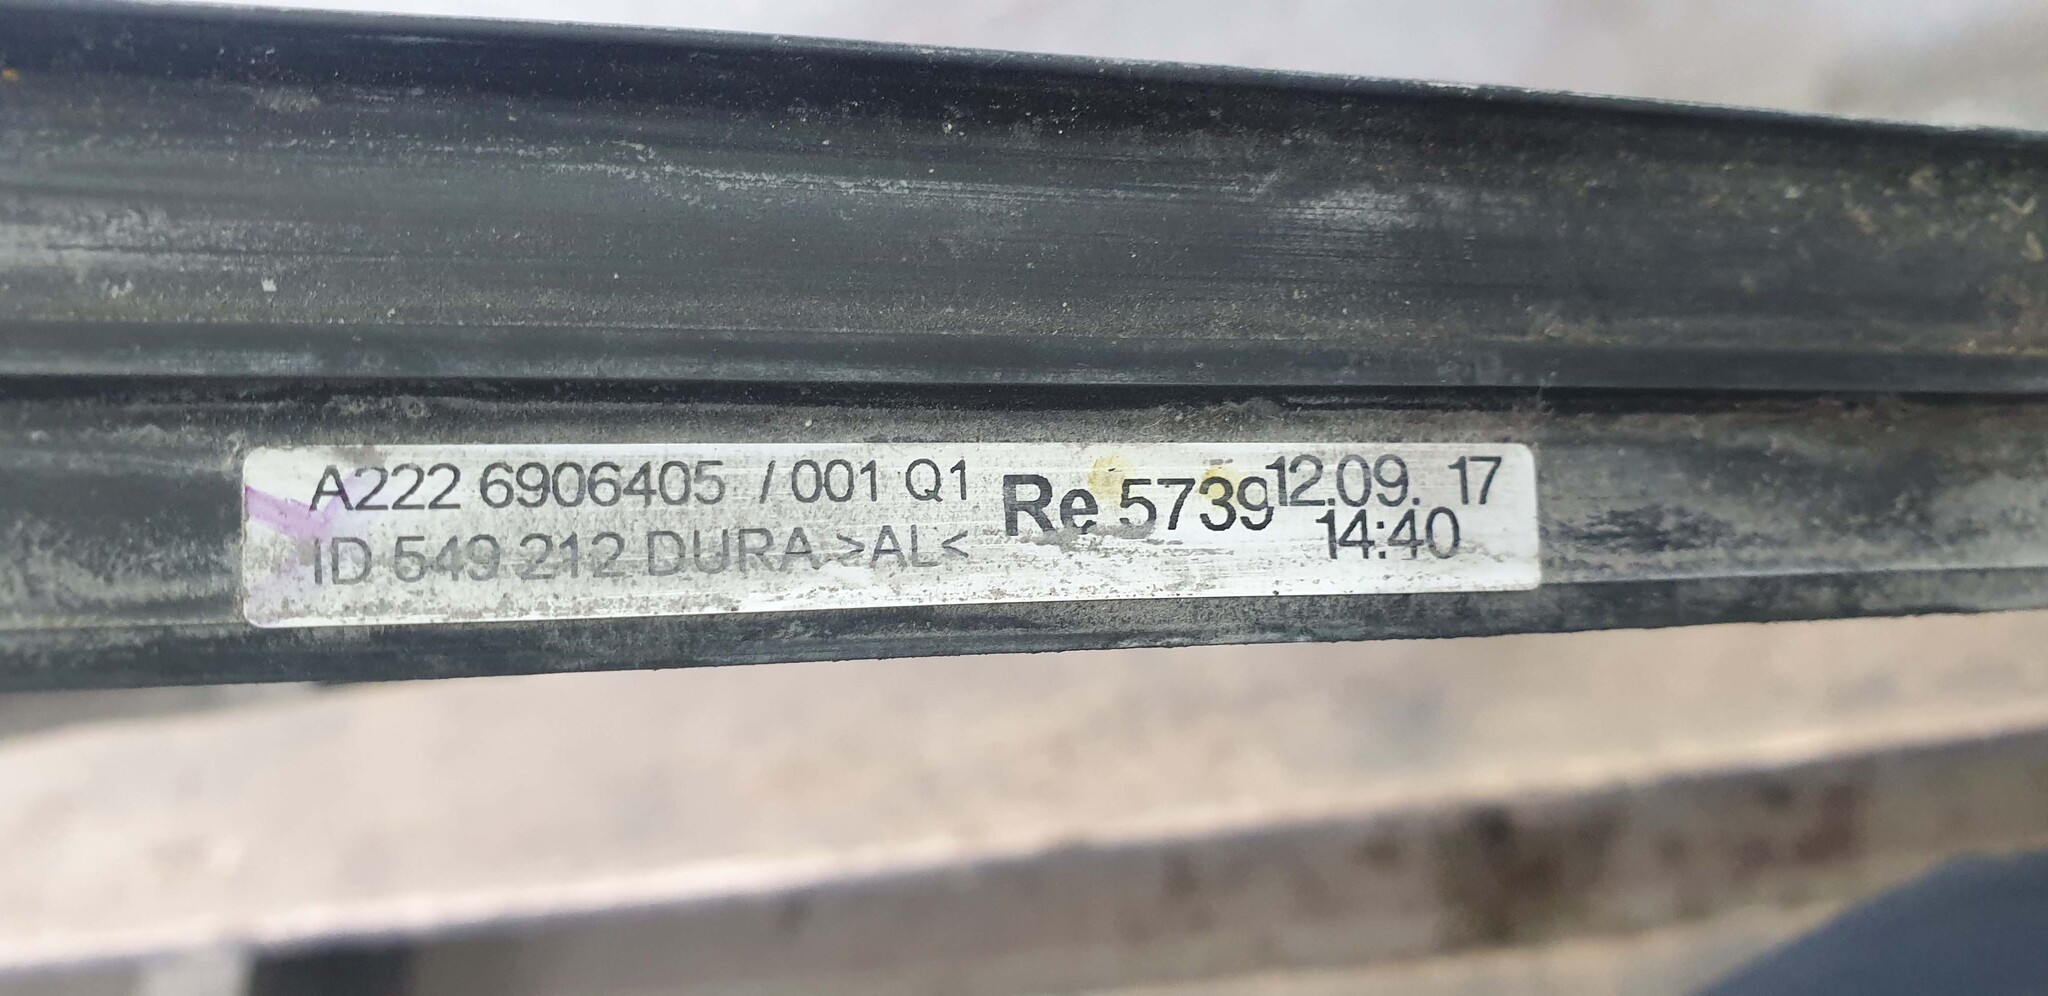 A222 6906405 /001 Q1 Re 5739 12.09. 17
ID 549 212 DURA >AL< 14:40